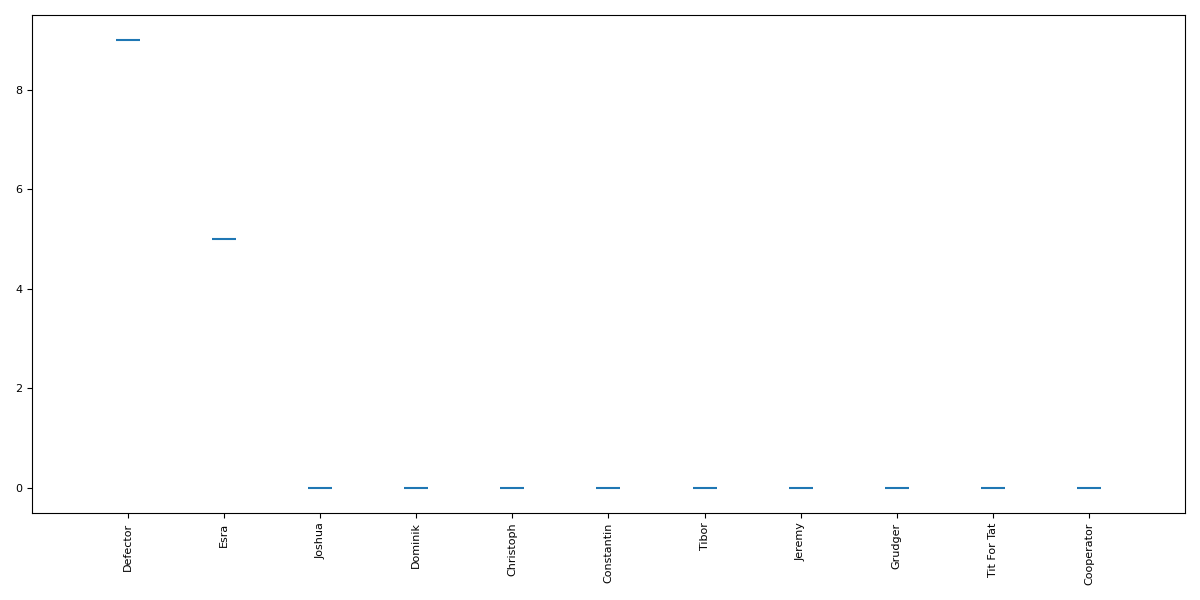 8
6
4
2
0
Defector
Esra
Joshua
Dominik
Christoph
Constantin
Tibor
Jeremy
Grudger
Tit For Tat
Cooperator